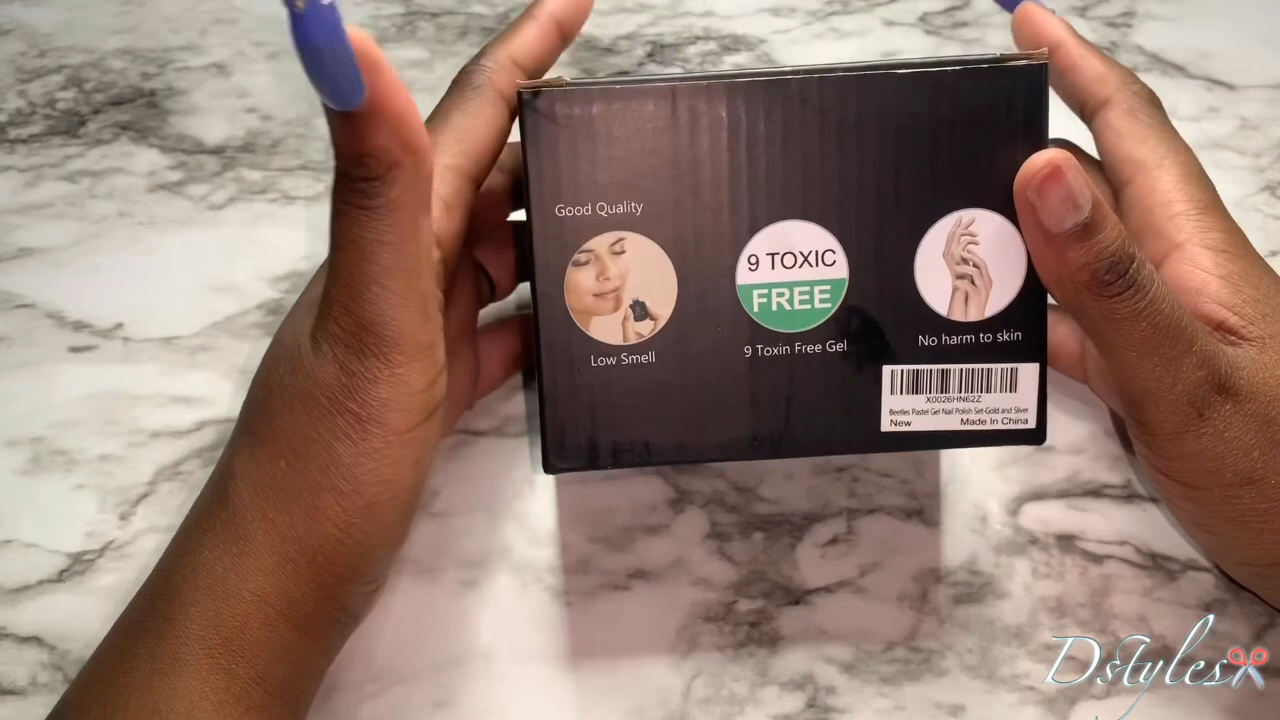 Good Quality
9 TOXIC
FREE
Low Smell
9 Toxin Free Gel
No harm to skin
X0026HN62Z
Beetles Pastel Gel Nail Polish Set-Gold and Sliver
New Made In China
Dstyles